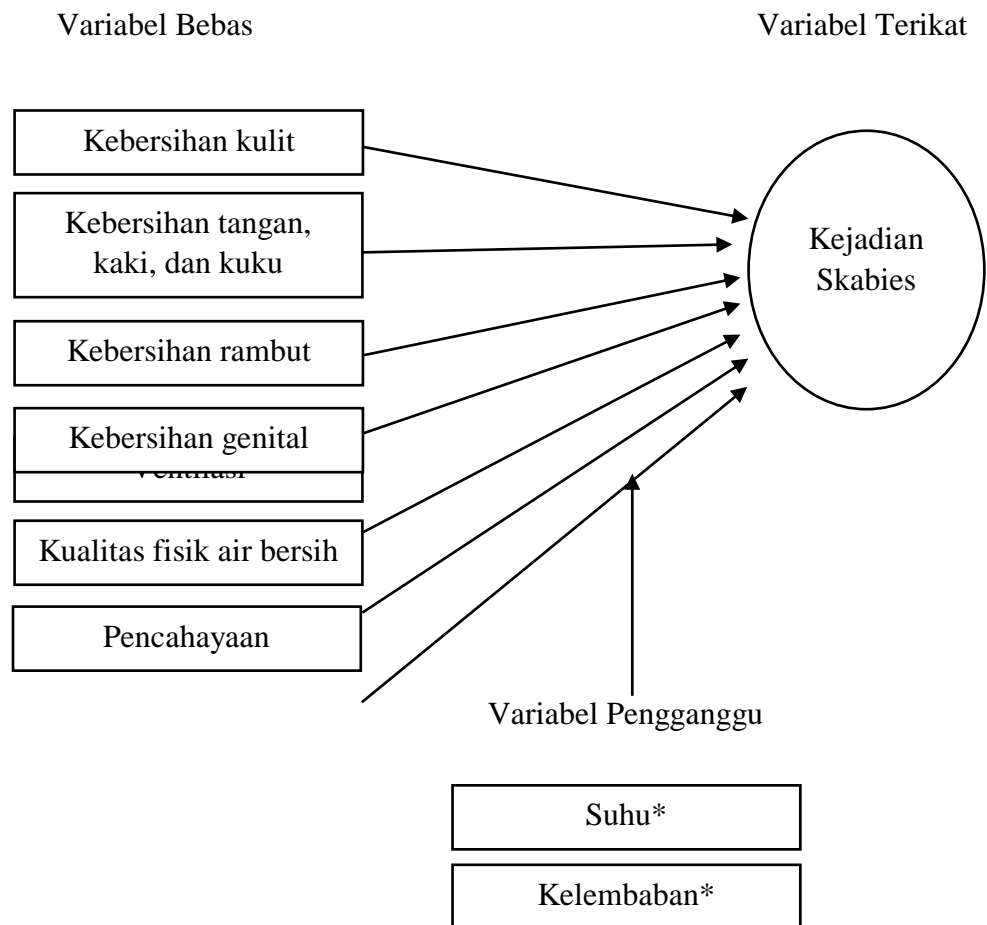 Variabel Bebas
Variabel Terikat
Kebersihan kulit
Kebersihan tangan,
kaki, dan kuku
Kejadian
Skabies
Kebersihan rambut
Kebersihan genital
Ventilasi
Kualitas fisik air bersih
Pencahayaan
Variabel Pengganggu
Suhu*
Kelembaban*